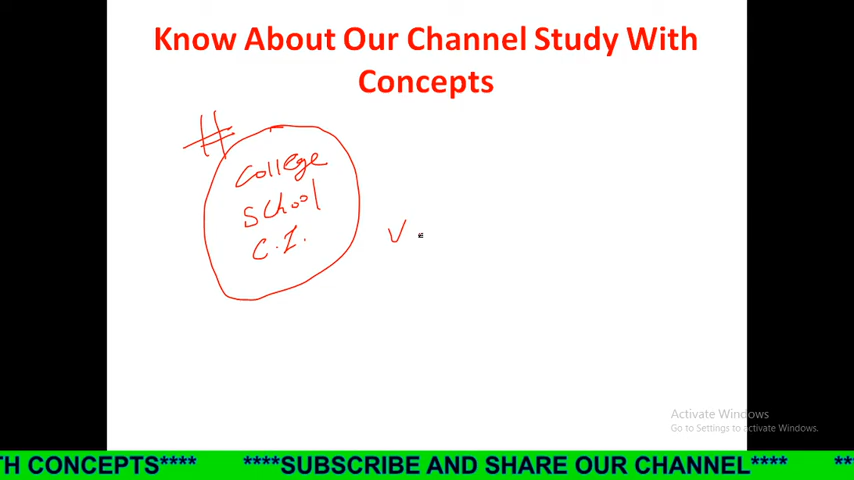 Know About Our Channel Study With
Concepts
#
College
School
C.I.
V
Activate Windows
Go to Settings to activate Windows.
TH CONCEPTS**** ****SUBSCRIBE AND SHARE OUR CHANNEL**** **